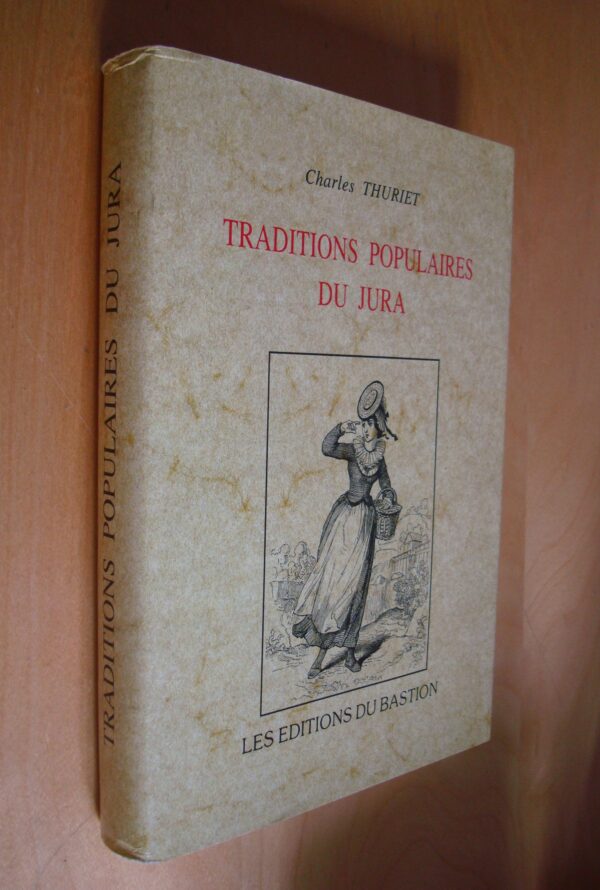 Charles THURIET
TRADITIONS POPULAIRES
DU JURA
LES EDITIONS DU BASTION
TRADITIONS POPULAIRES DU JURA